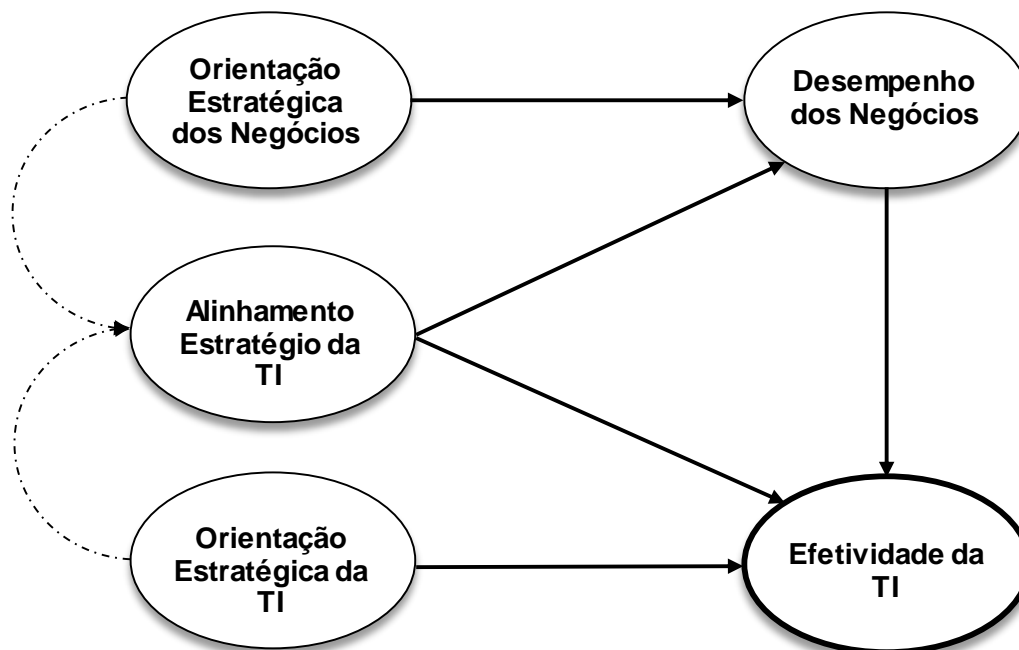 Orientação
Estratégica
dos Negócios
Desempenho
dos Negócios
Alinhamento
Estratégio da
TI
Orientação
Estratégica da
TI
Efetividade da
TI